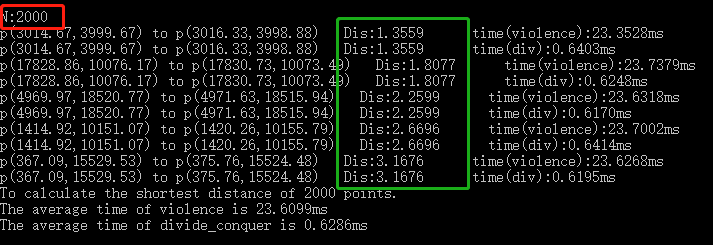 N:2000
p(3014.67,3999.67) to p(3016.33,3998.88) Dis:1.3559 time(violence):23.3528ms
p(3014.67,3999.67) to p(3016.33,3998.88) Dis:1.3559 time(div):0.6403ms
p(17828.86,10076.17) to p(17830.73,10073.49) Dis:1.8077 time(violence):23.7379ms
p(17828.86,10076.17) to p(17830.73,10073.49) Dis:1.8077 time(div):0.6248ms
p(4969.97,18520.77) to p(4971.63,18515.94) Dis:2.2599 time(violence):23.6318ms
p(4969.97,18520.77) to p(4971.63,18515.94) Dis:2.2599 time(div):0.6170ms
p(1414.92,10151.07) to p(1420.26,10155.79) Dis:2.6696 time(violence):23.7002ms
p(1414.92,10151.07) to p(1420.26,10155.79) Dis:2.6696 time(div):0.6414ms
p(367.09,15529.53) to p(375.76,15524.48) Dis:3.1676 time(violence):23.6268ms
p(367.09,15529.53) to p(375.76,15524.48) Dis:3.1676 time(div):0.6195ms
To calculate the shortest distance of 2000 points.
The average time of violence is 23.6099ms
The average time of divide_conquer is 0.6286ms